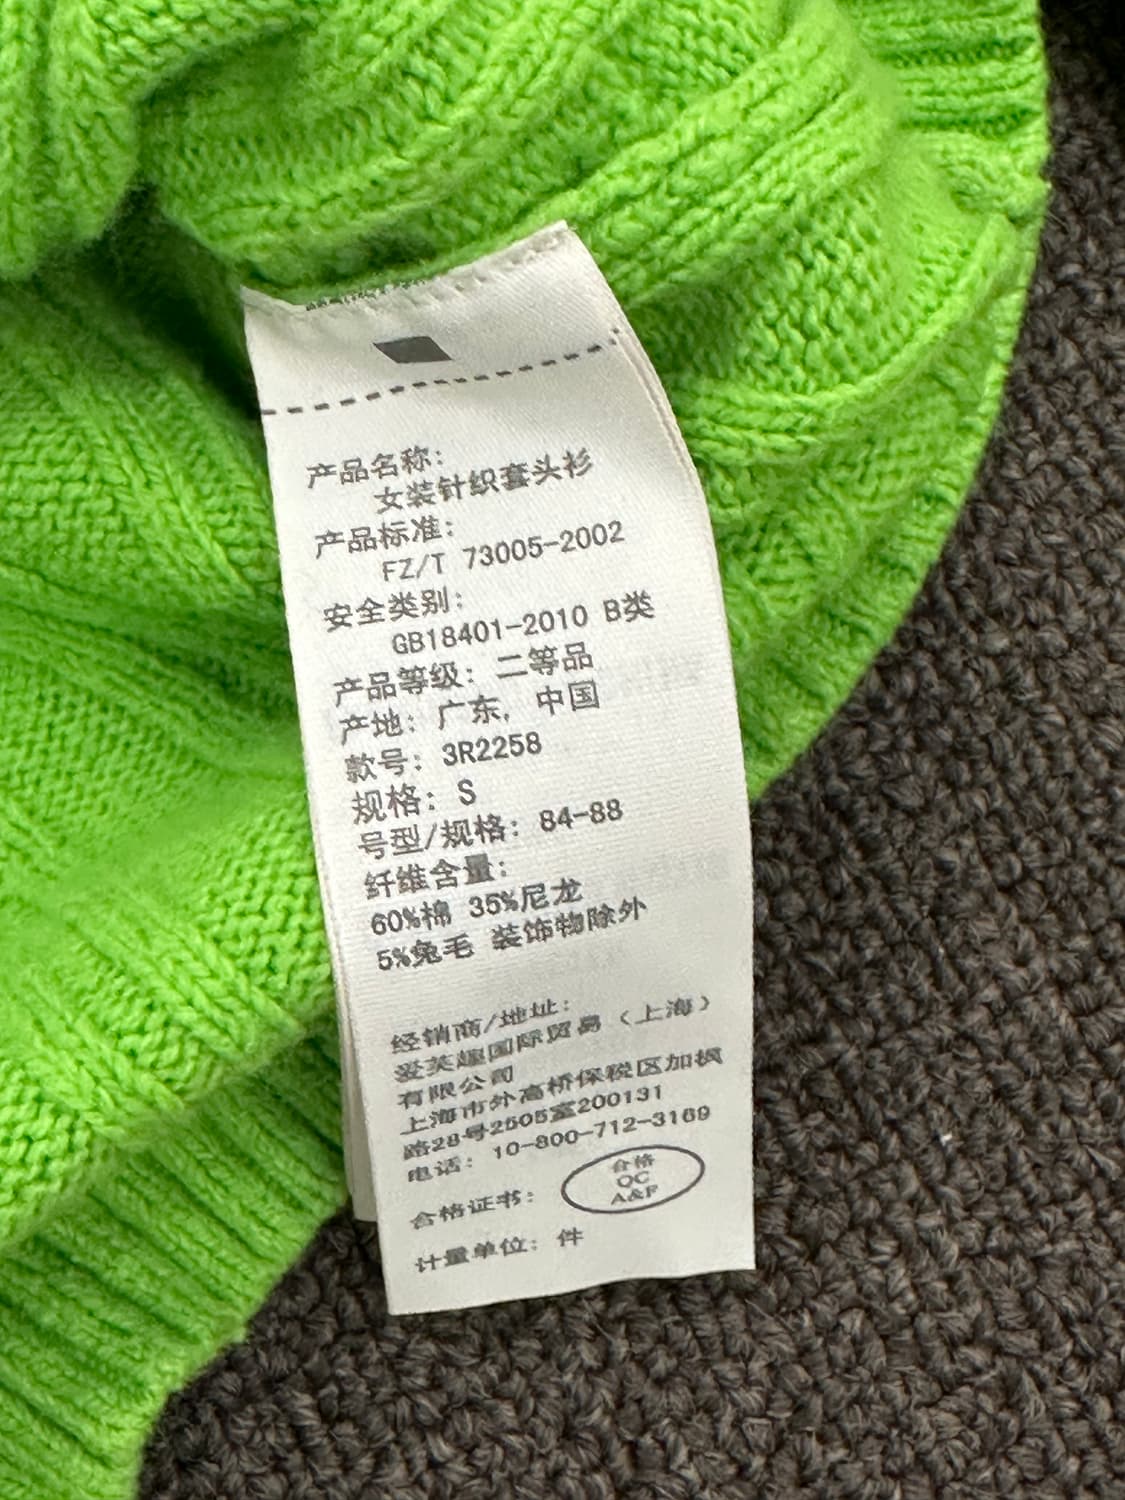 产品名称:
女装针织套头衫
产品标准:
FZ/T 73005-2002
安全类别:
GB18401-2010 B类
产品等级: 二等品
产地: 广东, 中国
款号: 3R2258
规格: S
号型/规格: 84-88
纤维含量:
60%棉 35%尼龙
5%兔毛 装饰物除外
经销商/地址:
爱芙趣国际贸易（上海）
有限公司
上海市外高桥保税区加枫
路28号2505室200131
电话: 10-800-712-3169
合格证书:
合格
QC
A&F
计量单位: 件